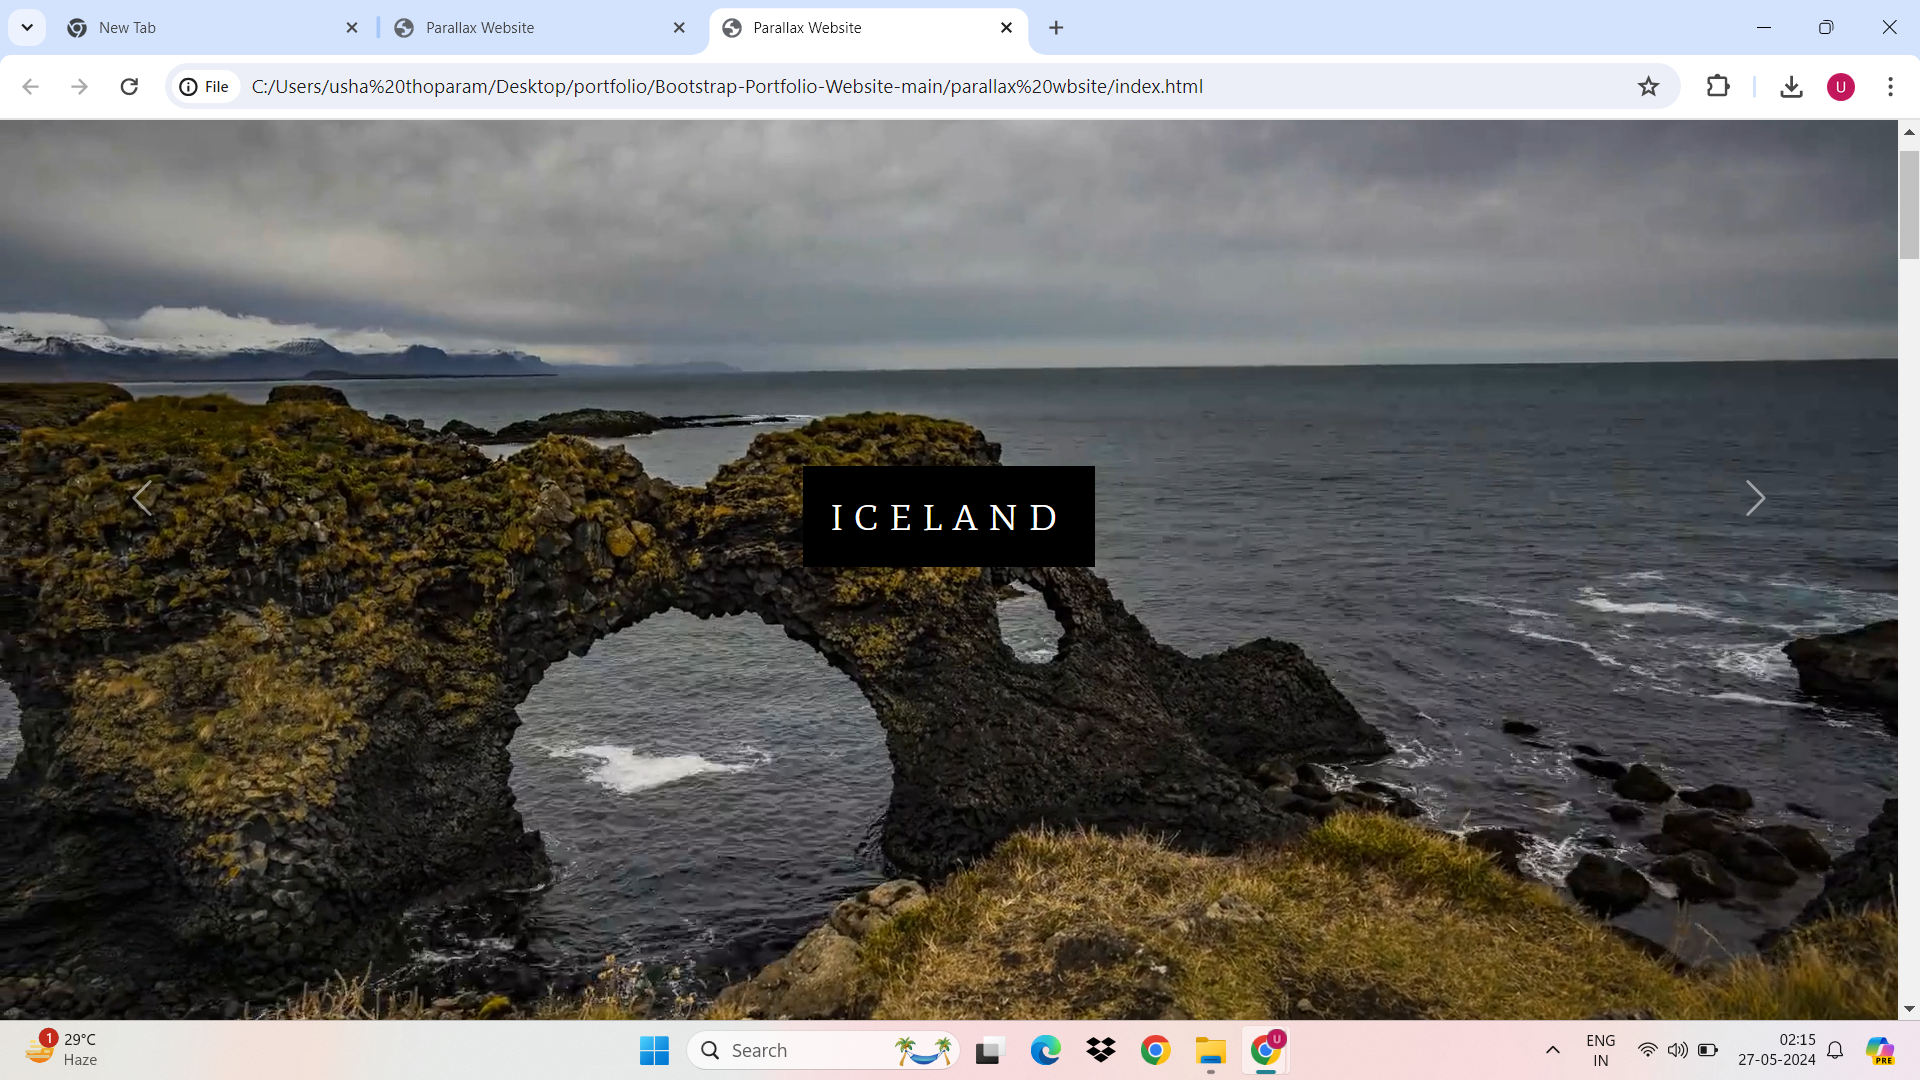 New Tab
Parallax Website
Parallax Website
File
C:/Users/usha%20thoparam/Desktop/portfolio/Bootstrap-Portfolio-Website-main/parallax%20wbsite/index.html
U
ICELAND
1
29°C
Haze
Search
U
ENG
IN
02:15
27-05-2024
PRE